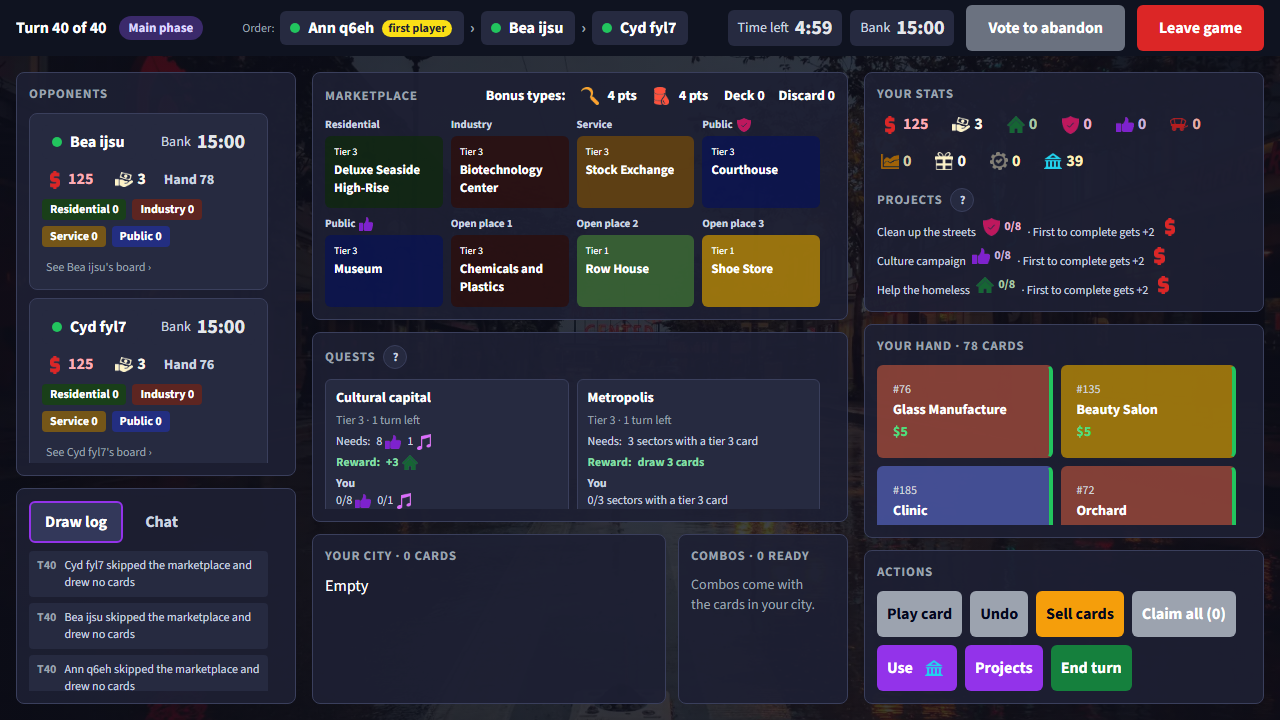 Turn 40 of 40 Main phase Order: Ann q6eh first player › Bea ijsu › Cyd fyl7 Time left 4:59 Bank 15:00 Vote to abandon Leave game
OPPONENTS
Bea ijsu Bank 15:00
125 3 Hand 78
Residential 0 Industry 0
Service 0 Public 0
See Bea ijsu's board ›
Cyd fyl7 Bank 15:00
125 3 Hand 76
Residential 0 Industry 0
Service 0 Public 0
See Cyd fyl7's board ›
Draw log Chat
T40 Cyd fyl7 skipped the marketplace and
drew no cards
T40 Bea ijsu skipped the marketplace and
drew no cards
T40 Ann q6eh skipped the marketplace and
drew no cards
MARKETPLACE Bonus types: 4 pts 4 pts Deck 0 Discard 0
Residential Industry Service Public
Tier 3 Tier 3 Tier 3 Tier 3
Deluxe Seaside Biotechnology Stock Exchange Courthouse
High-Rise Center
Public Open place 1 Open place 2 Open place 3
Tier 3 Tier 3 Tier 1 Tier 1
Museum Chemicals and Row House Shoe Store
Plastics
QUESTS ?
Cultural capital
Tier 3 · 1 turn left
Needs: 8 1
Reward: +3
You
0/8 0/1
Metropolis
Tier 3 · 1 turn left
Needs: 3 sectors with a tier 3 card
Reward: draw 3 cards
You
0/3 sectors with a tier 3 card
YOUR CITY · 0 CARDS
Empty
COMBOS · 0 READY
Combos come with
the cards in your city.
YOUR STATS
125 3 0 0 0 0
0 0 0 39
PROJECTS ?
Clean up the streets 0/8 · First to complete gets +2
Culture campaign 0/8 · First to complete gets +2
Help the homeless 0/8 · First to complete gets +2
YOUR HAND · 78 CARDS
#76 #135
Glass Manufacture Beauty Salon
$5 $5
#185 #72
Clinic Orchard
ACTIONS
Play card Undo Sell cards Claim all (0)
Use Projects End turn